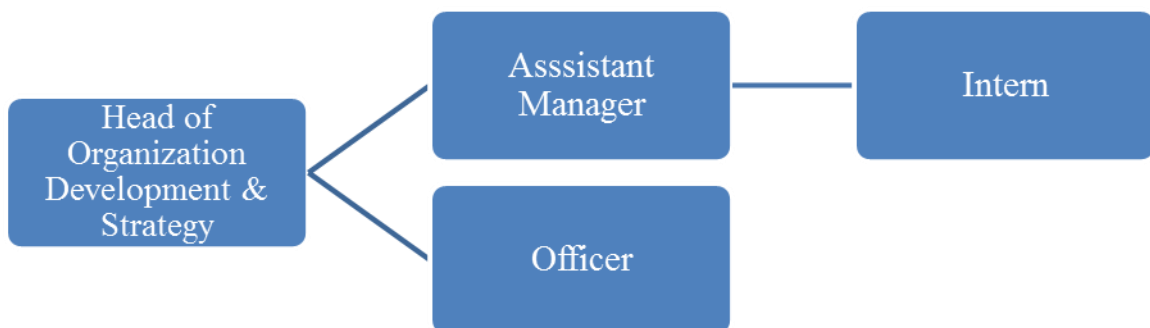 Head of
Organization
Development &
Strategy
Asssistant
Manager
Intern
Officer